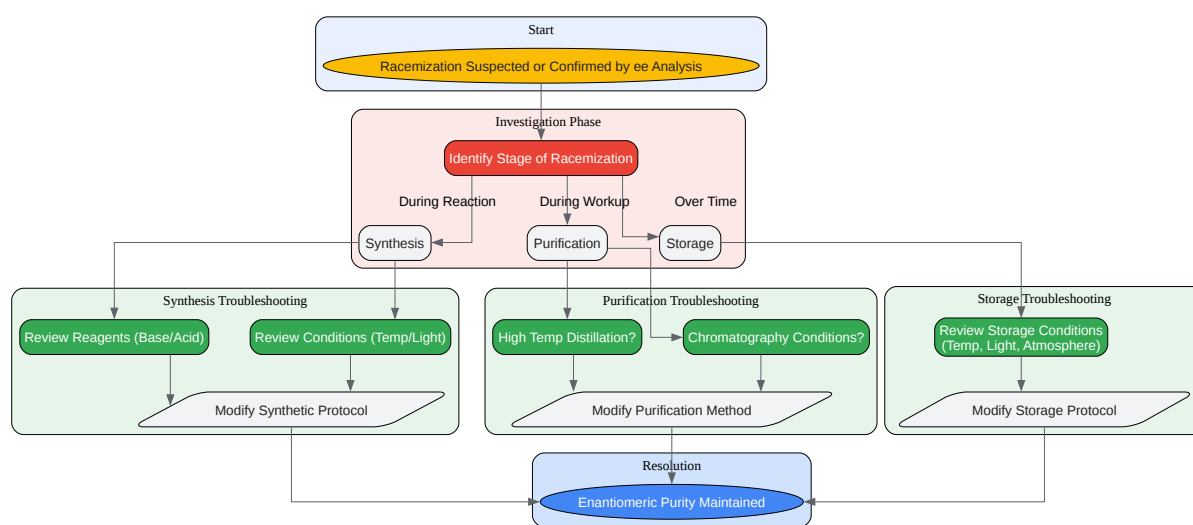 Start
Racemization Suspected or Confirmed by ee Analysis
Investigation Phase
Identify Stage of Racemization
During Reaction
During Workup
Over Time
Synthesis
Purification
Storage
Synthesis Troubleshooting
Purification Troubleshooting
Storage Troubleshooting
Review Reagents (Base/Acid)
Review Conditions (Temp/Light)
High Temp Distillation?
Chromatography Conditions?
Review Storage Conditions
(Temp, Light, Atmosphere)
Modify Synthetic Protocol
Modify Purification Method
Modify Storage Protocol
Resolution
Enantiomeric Purity Maintained